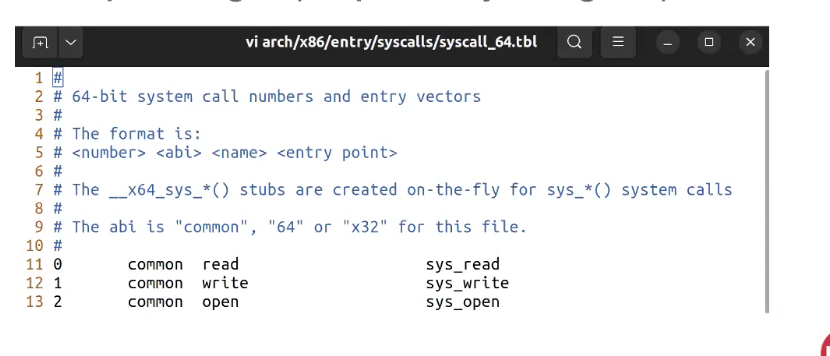 vi arch/x86/entry/syscalls/syscall_64.tbl
1 #
2 # 64-bit system call numbers and entry vectors
3 #
4 # The format is:
5 # <number> <abi> <name> <entry point>
6 #
7 # The __x64_sys_*() stubs are created on-the-fly for sys_*() system calls
8 #
9 # The abi is "common", "64" or "x32" for this file.
10 #
11 0 common read sys_read
12 1 common write sys_write
13 2 common open sys_open